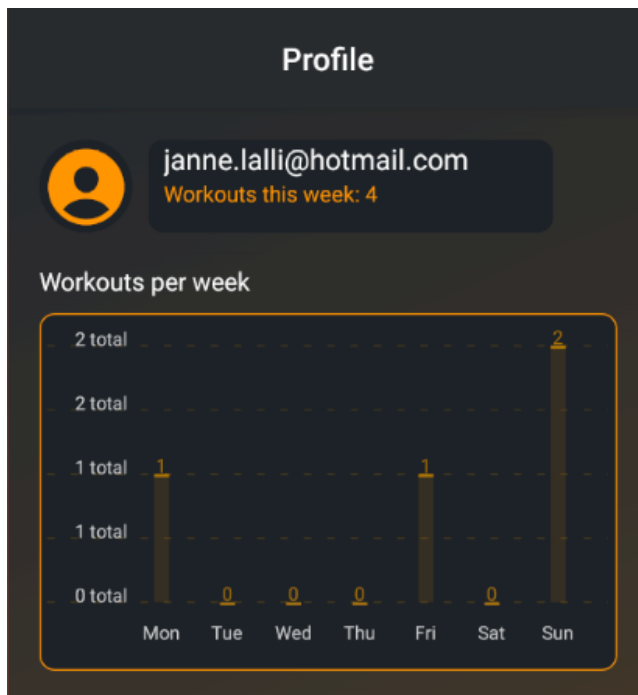 Profile
janne.lalli@hotmail.com
Workouts this week: 4
Workouts per week
2 total
2
2 total
1 total
1
1
1 total
0 total
0
0
0
0
Mon Tue Wed Thu Fri Sat Sun